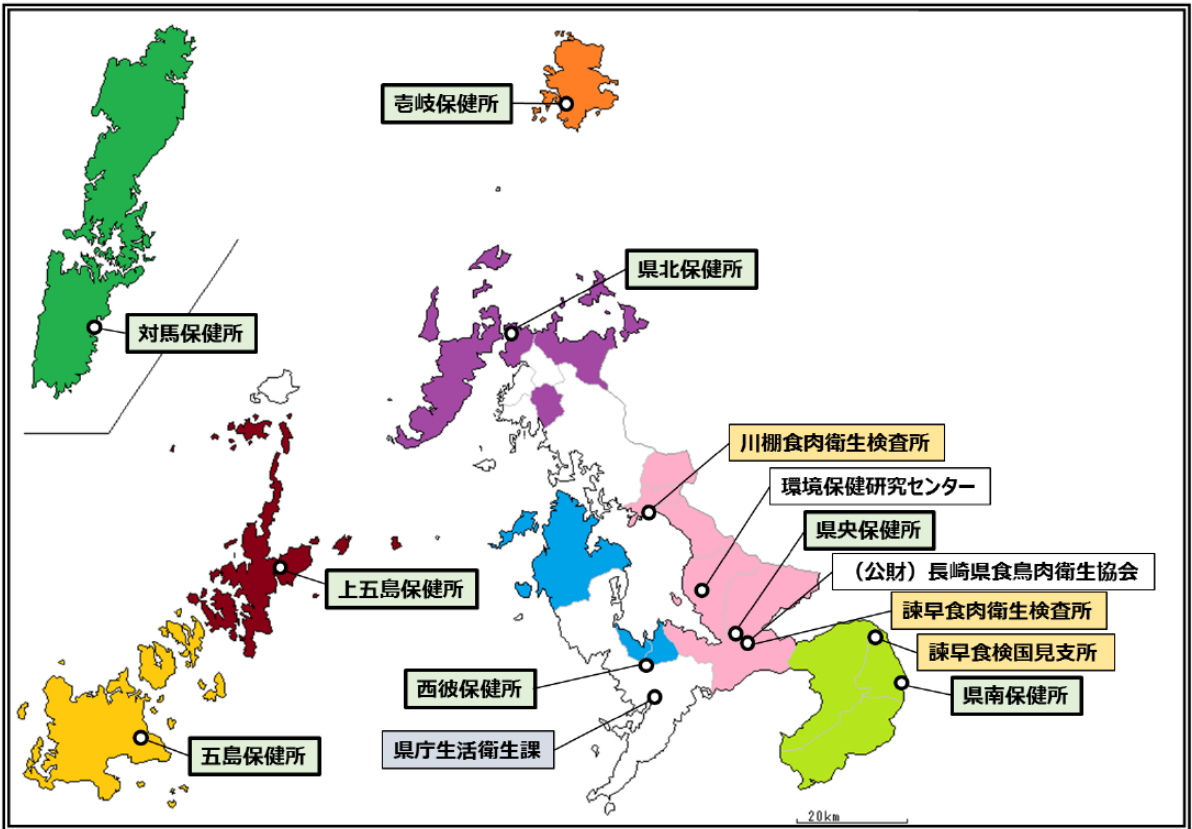 壱岐保健所
県北保健所
対馬保健所
川棚食肉衛生検査所
環境保健研究センター
県央保健所
（公財）長崎県食鳥肉衛生協会
上五島保健所
諫早食肉衛生検査所
諫早食検国見支所
西彼保健所
県南保健所
県庁生活衛生課
五島保健所
20km